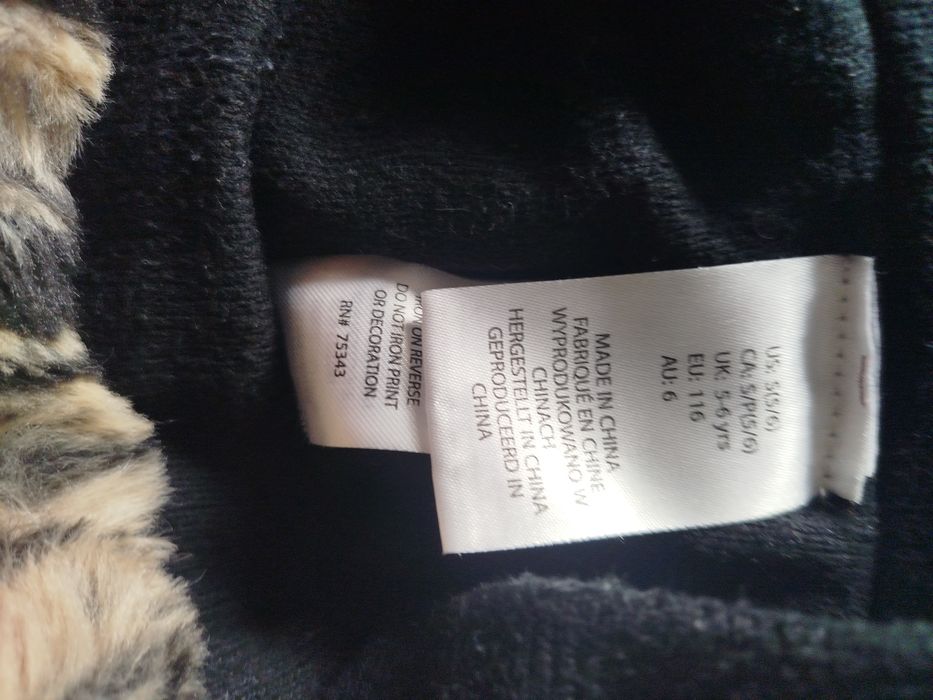 US: S(5/6)
CA: S/P(5/6)
UK: 5-6 yrs
EU: 116
AU: 6
MADE IN CHINA
FABRIQUÉ EN CHINE
WYPRODUKOWANO W
CHINACH
HERGESTELLT IN CHINA
GEPRODUCEERD IN
CHINA
IRON ON REVERSE
DO NOT IRON PRINT
OR DECORATION
RN# 75343